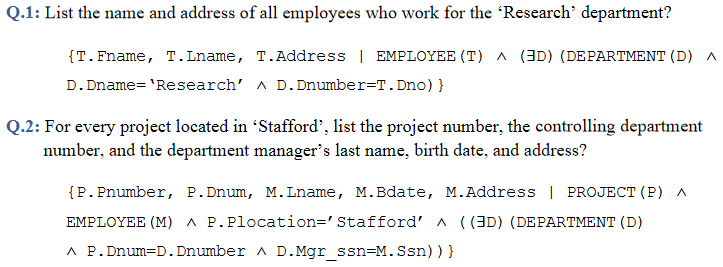 Q.1: List the name and address of all employees who work for the ‘Research’ department?
{T.Fname, T.Lname, T.Address | EMPLOYEE(T) ∧ (∃D)(DEPARTMENT(D) ∧
D.Dname=‘Research’ ∧ D.Dnumber=T.Dno)}
Q.2: For every project located in ‘Stafford’, list the project number, the controlling department
number, and the department manager’s last name, birth date, and address?
{P.Pnumber, P.Dnum, M.Lname, M.Bdate, M.Address | PROJECT(P) ∧
EMPLOYEE(M) ∧ P.Plocation=’Stafford’ ∧ ((∃D)(DEPARTMENT(D)
∧ P.Dnum=D.Dnumber ∧ D.Mgr_ssn=M.Ssn))}